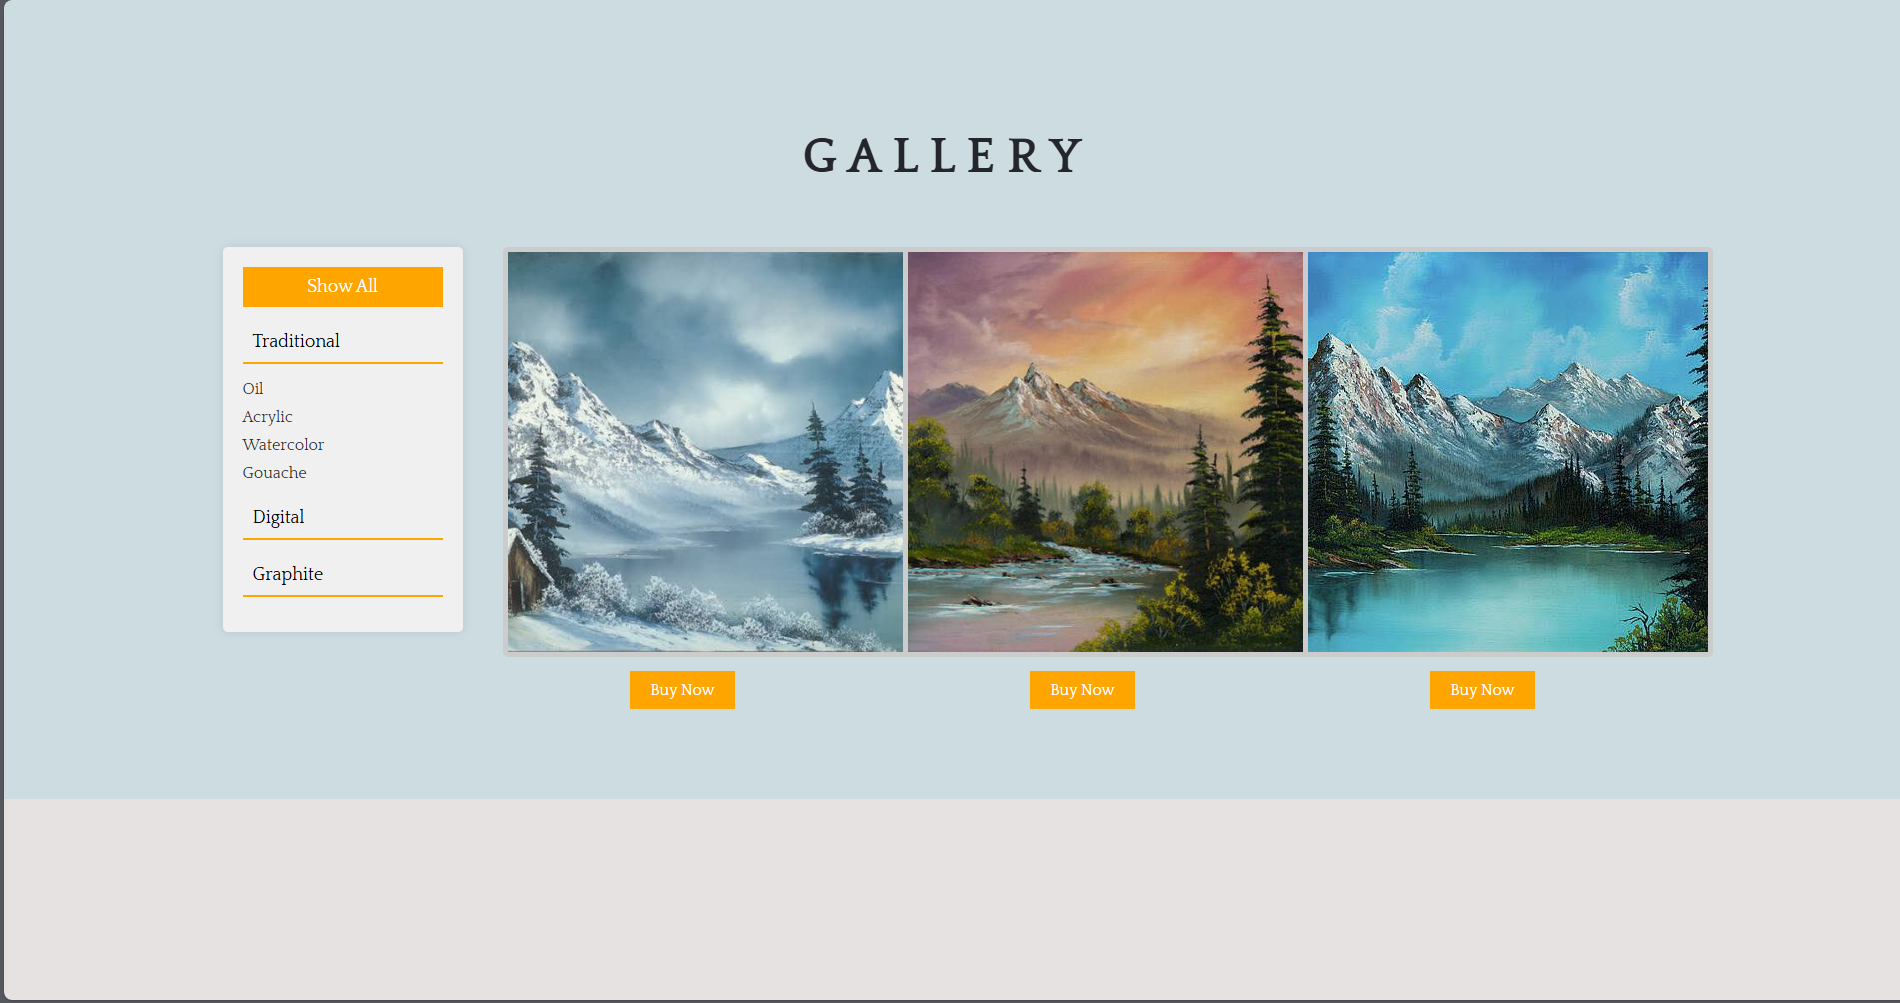 GALLERY
Show All
Traditional
Oil
Acrylic
Watercolor
Gouache
Digital
Graphite
Buy Now
Buy Now
Buy Now